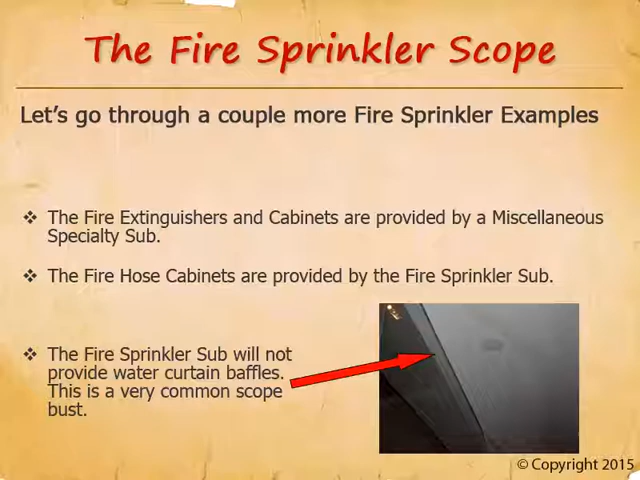 The Fire Sprinkler Scope
Let's go through a couple more Fire Sprinkler Examples
❖ The Fire Extinguishers and Cabinets are provided by a Miscellaneous
Specialty Sub.
❖ The Fire Hose Cabinets are provided by the Fire Sprinkler Sub.
❖ The Fire Sprinkler Sub will not
provide water curtain baffles.
This is a very common scope
bust.
© Copyright 2015